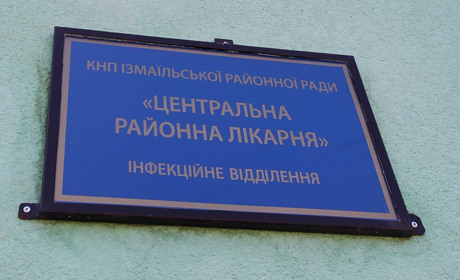 КНП ІЗМАЇЛЬСЬКОЇ РАЙОННОЇ РАДИ
«ЦЕНТРАЛЬНА
РАЙОННА ЛІКАРНЯ»
ІНФЕКЦІЙНЕ ВІДДІЛЕННЯ